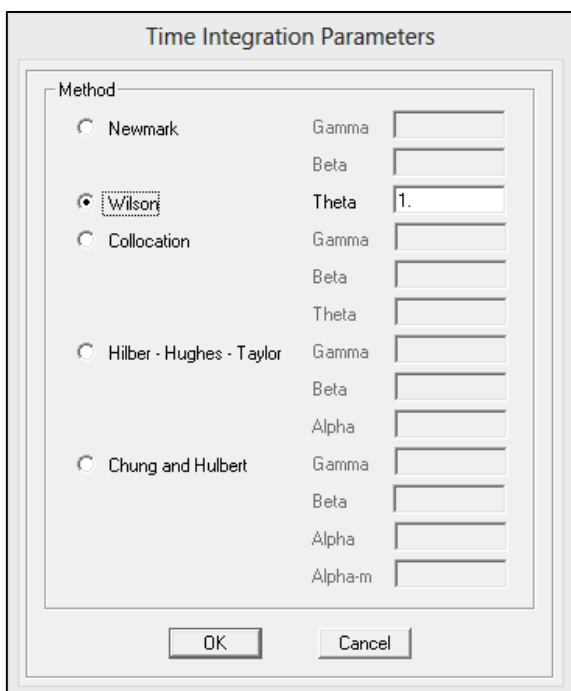 Time Integration Parameters
Method
Newmark Gamma
Beta
Wilson Theta 1.
Collocation Gamma
Beta
Theta
Hilber - Hughes - Taylor Gamma
Beta
Alpha
Chung and Hulbert Gamma
Beta
Alpha
Alpha-m
OK Cancel